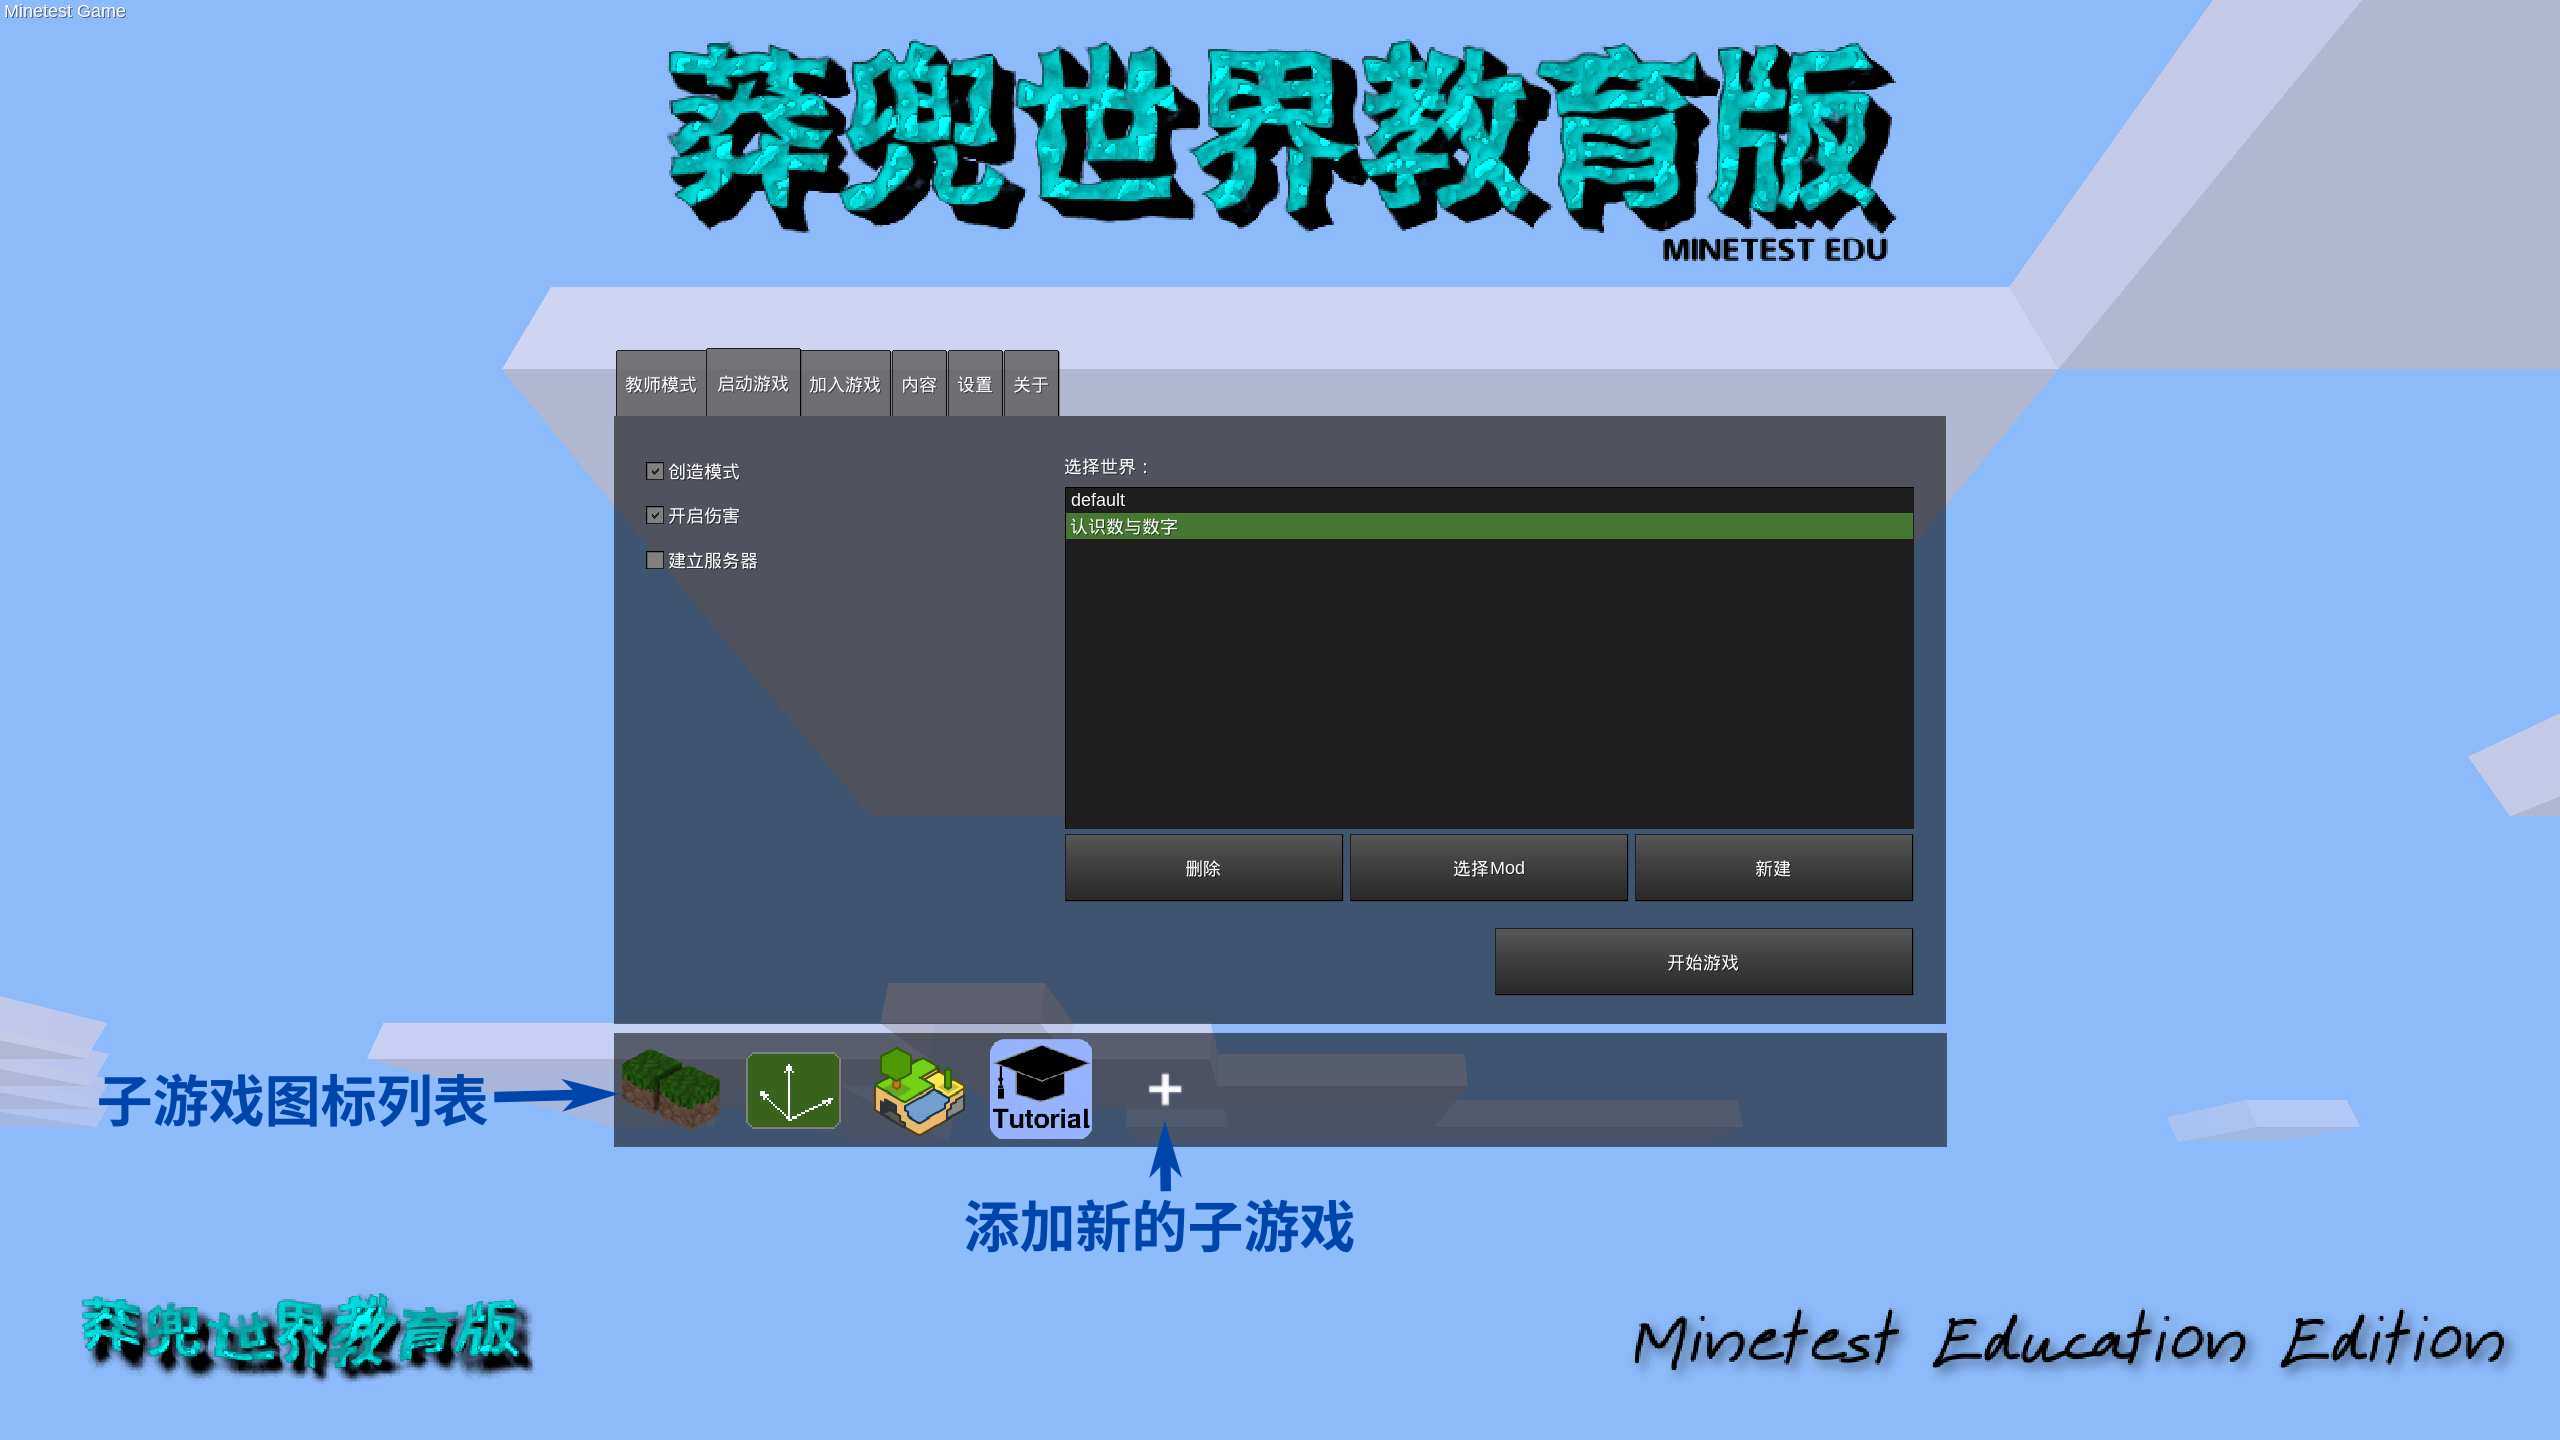 Minetest Game
莽兜世界教育版
MINETEST EDU
教师模式 启动游戏 加入游戏 内容 设置 关于
创造模式
开启伤害
建立服务器
选择世界：
default
认识数与数字
删除 选择Mod 新建
开始游戏
子游戏图标列表
Tutorial
添加新的子游戏
莽兜世界教育版
Minetest Education Edition